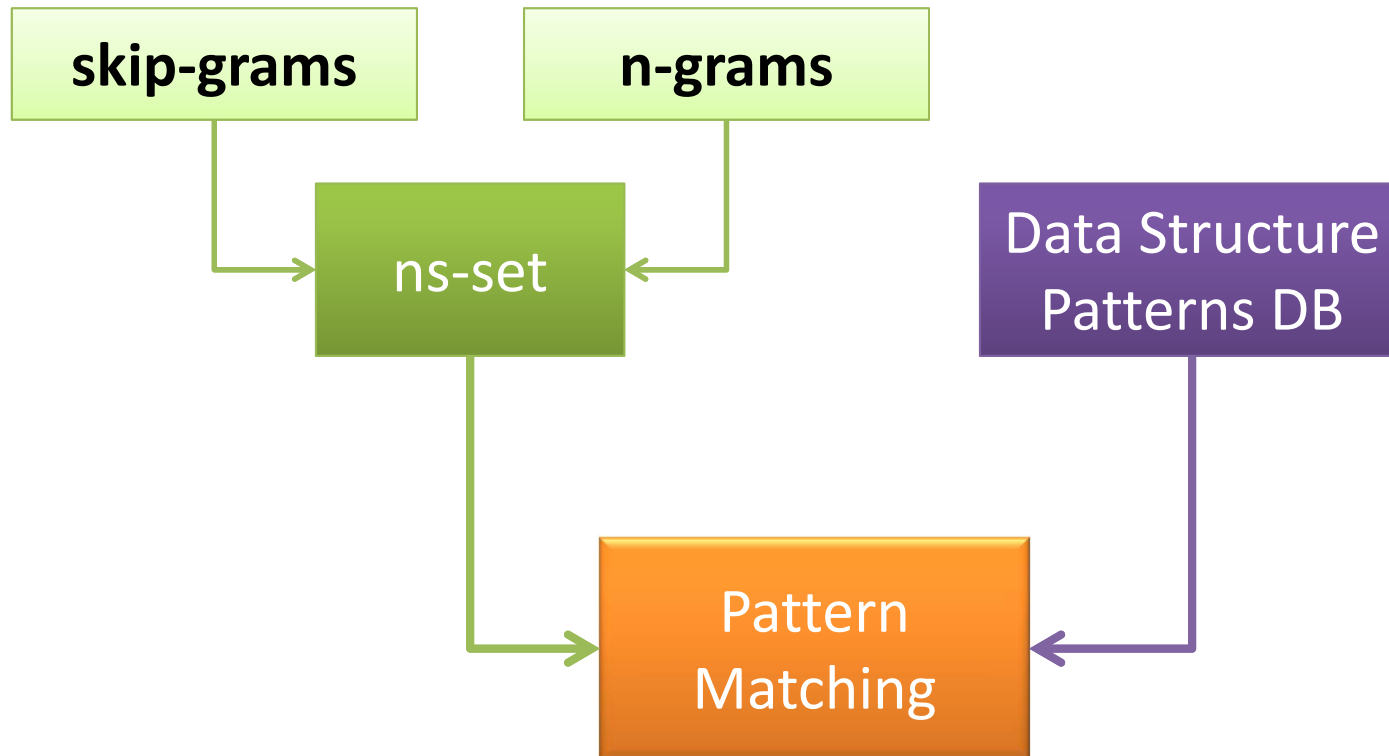 skip-grams
n-grams
ns-set
Data Structure
Patterns DB
Pattern
Matching